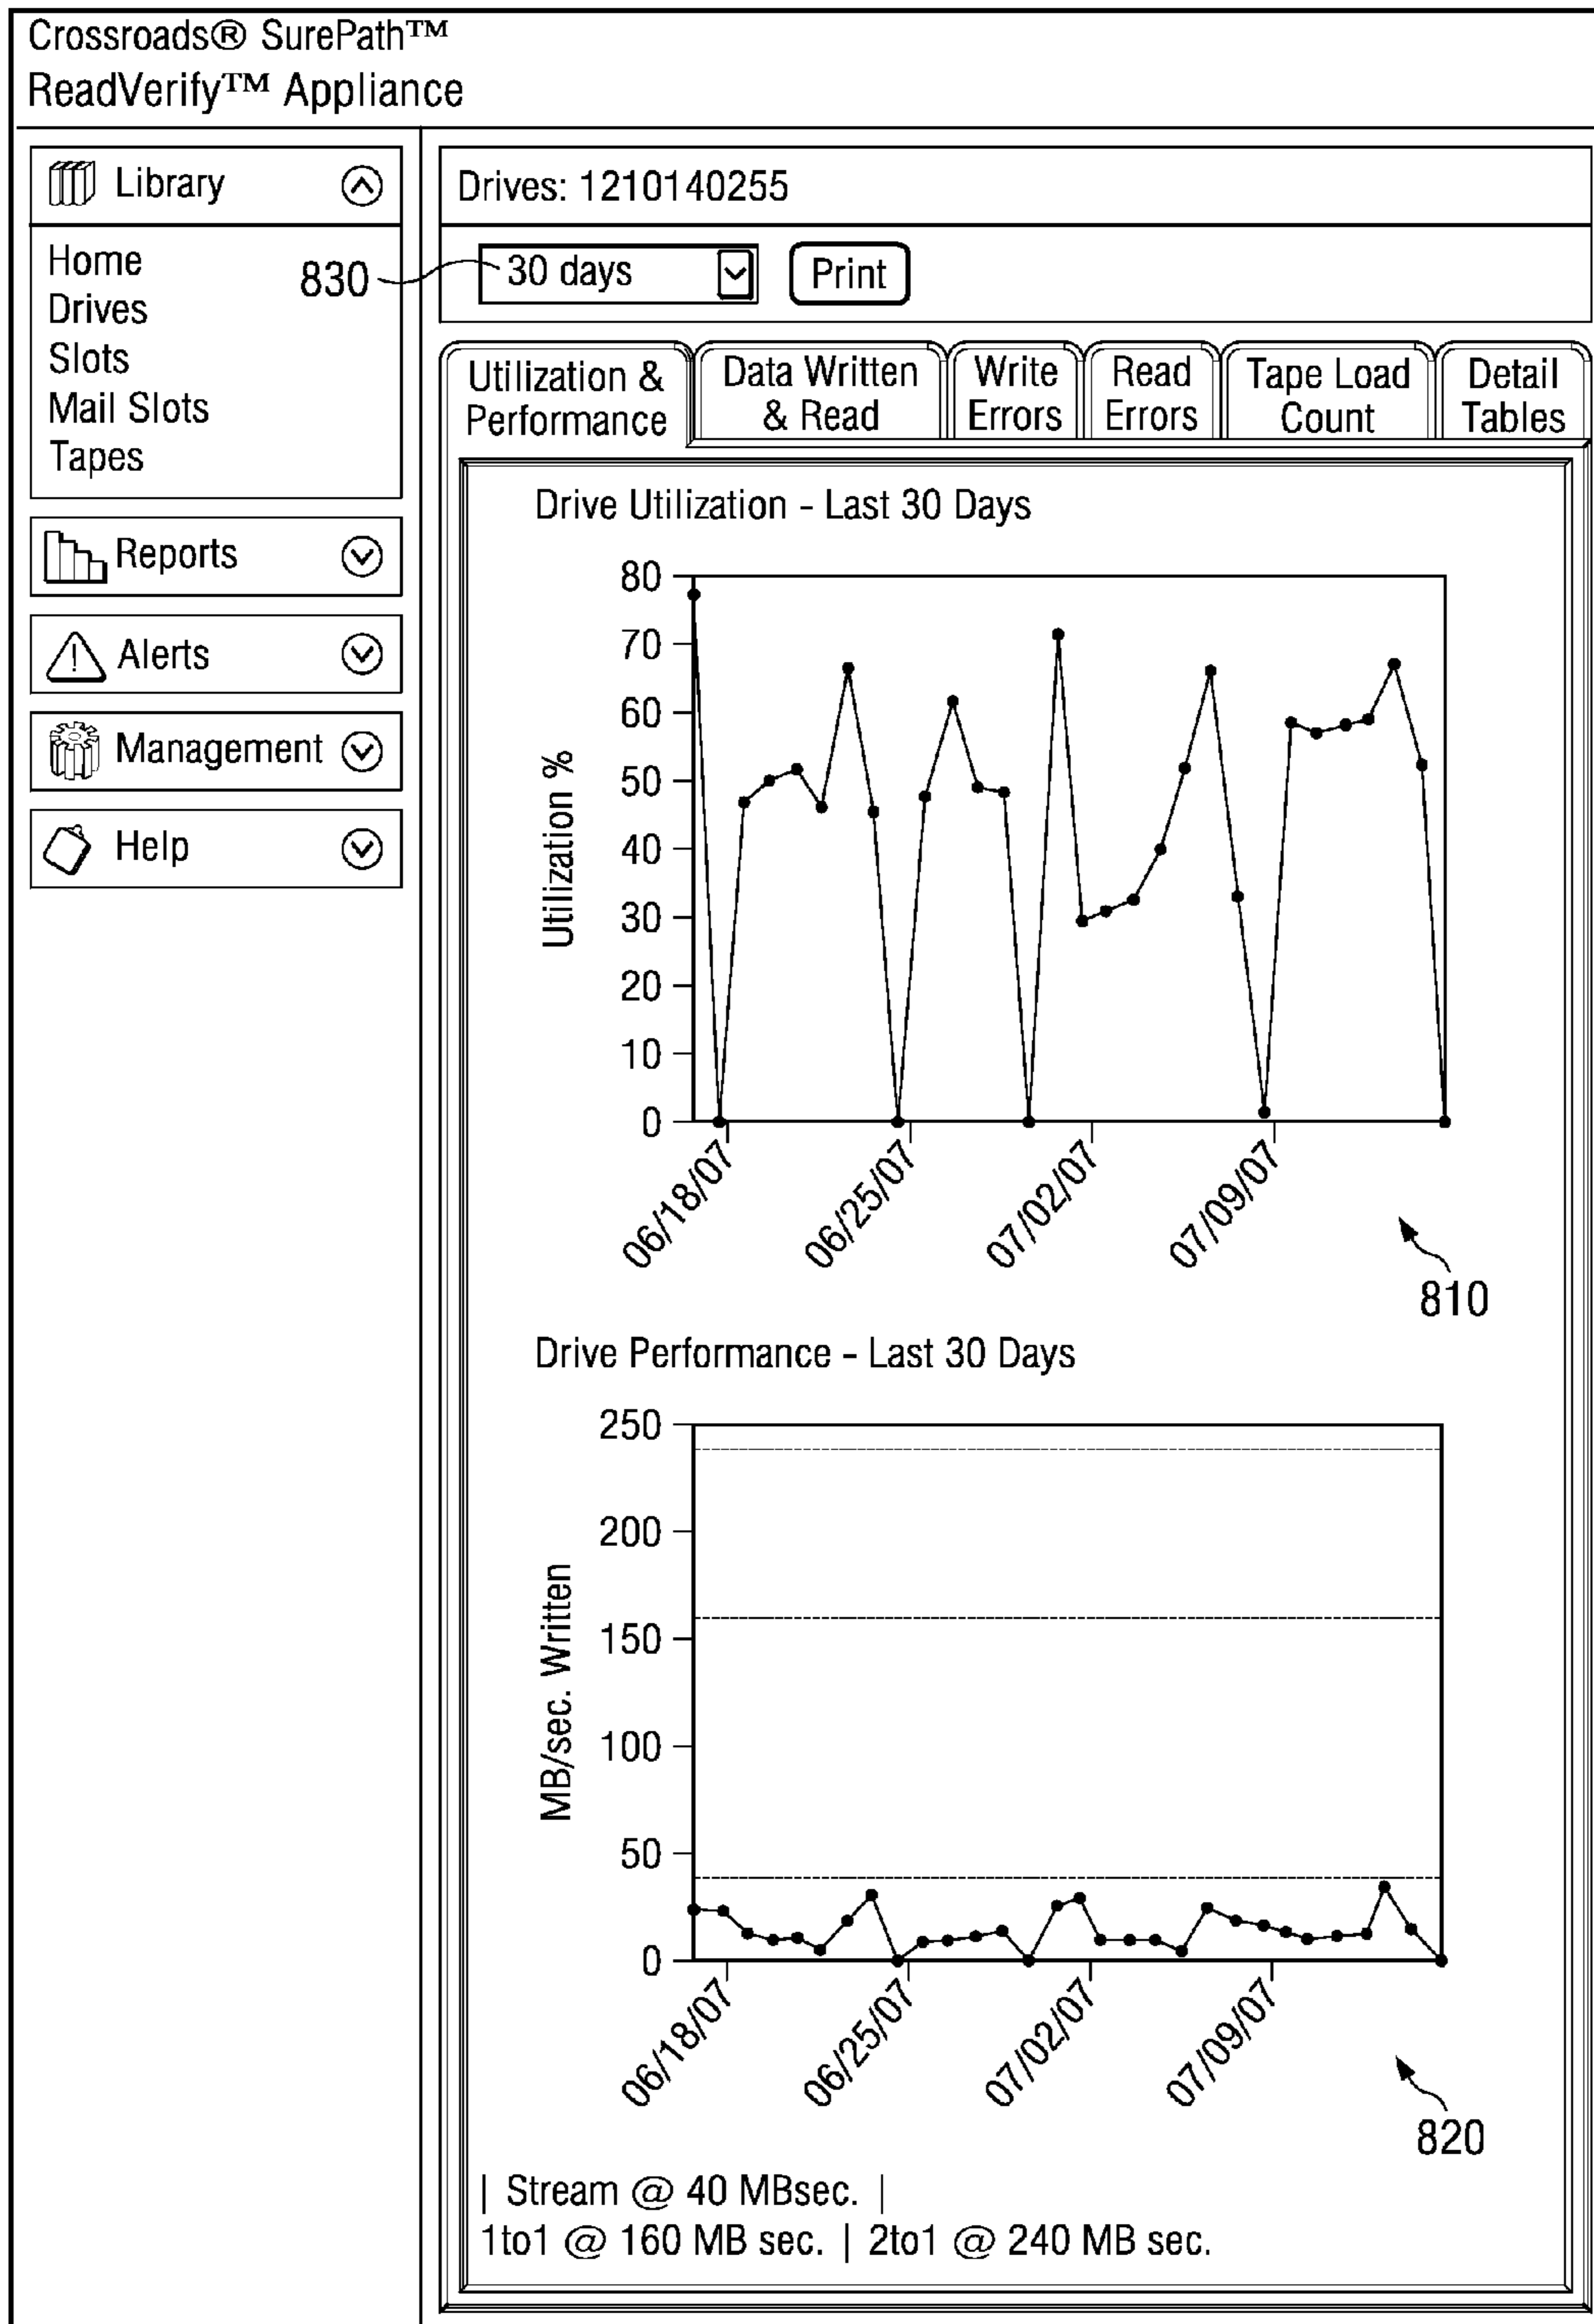 Crossroads® SurePath™
ReadVerify™ Appliance
Library
Home
Drives
Slots
Mail Slots
Tapes
Reports
Alerts
Management
Help
830
Drives: 1210140255
30 days
Print
Utilization &
Performance
Data Written
& Read
Write
Errors
Read
Errors
Tape Load
Count
Detail
Tables
Drive Utilization - Last 30 Days
Utilization %
80
70
60
50
40
30
20
10
0
06/18/07
06/25/07
07/02/07
07/09/07
810
Drive Performance - Last 30 Days
MB/sec. Written
250
200
150
100
50
0
06/18/07
06/25/07
07/02/07
07/09/07
820
| Stream @ 40 MBsec. |
1to1 @ 160 MB sec. | 2to1 @ 240 MB sec.